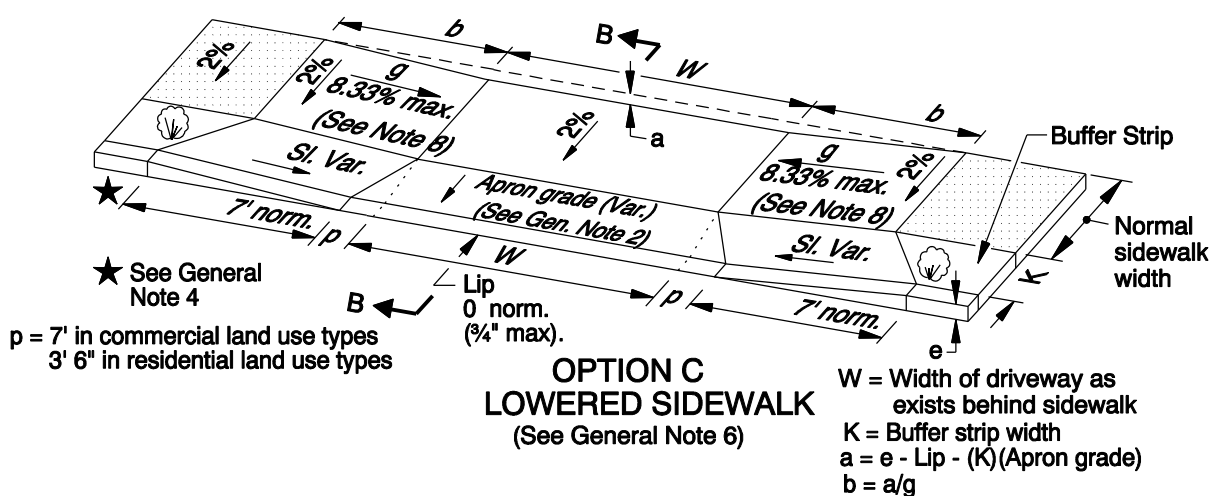 b
B
W
2%
2%
g
8.33% max.
(See Note 8)
Sl. Var.
2%
a
b
g
8.33% max.
(See Note 8)
2%
Buffer Strip
Apron grade (Var.)
(See Gen. Note 2)
Sl. Var.
Normal
sidewalk
width
K
7' norm.
p
W
p
7' norm.
e
★ See General
Note 4
B
Lip
0 norm.
(¾" max).
p = 7' in commercial land use types
3' 6" in residential land use types
OPTION C
LOWERED SIDEWALK
(See General Note 6)
W = Width of driveway as
exists behind sidewalk
K = Buffer strip width
a = e - Lip - (K)(Apron grade)
b = a/g